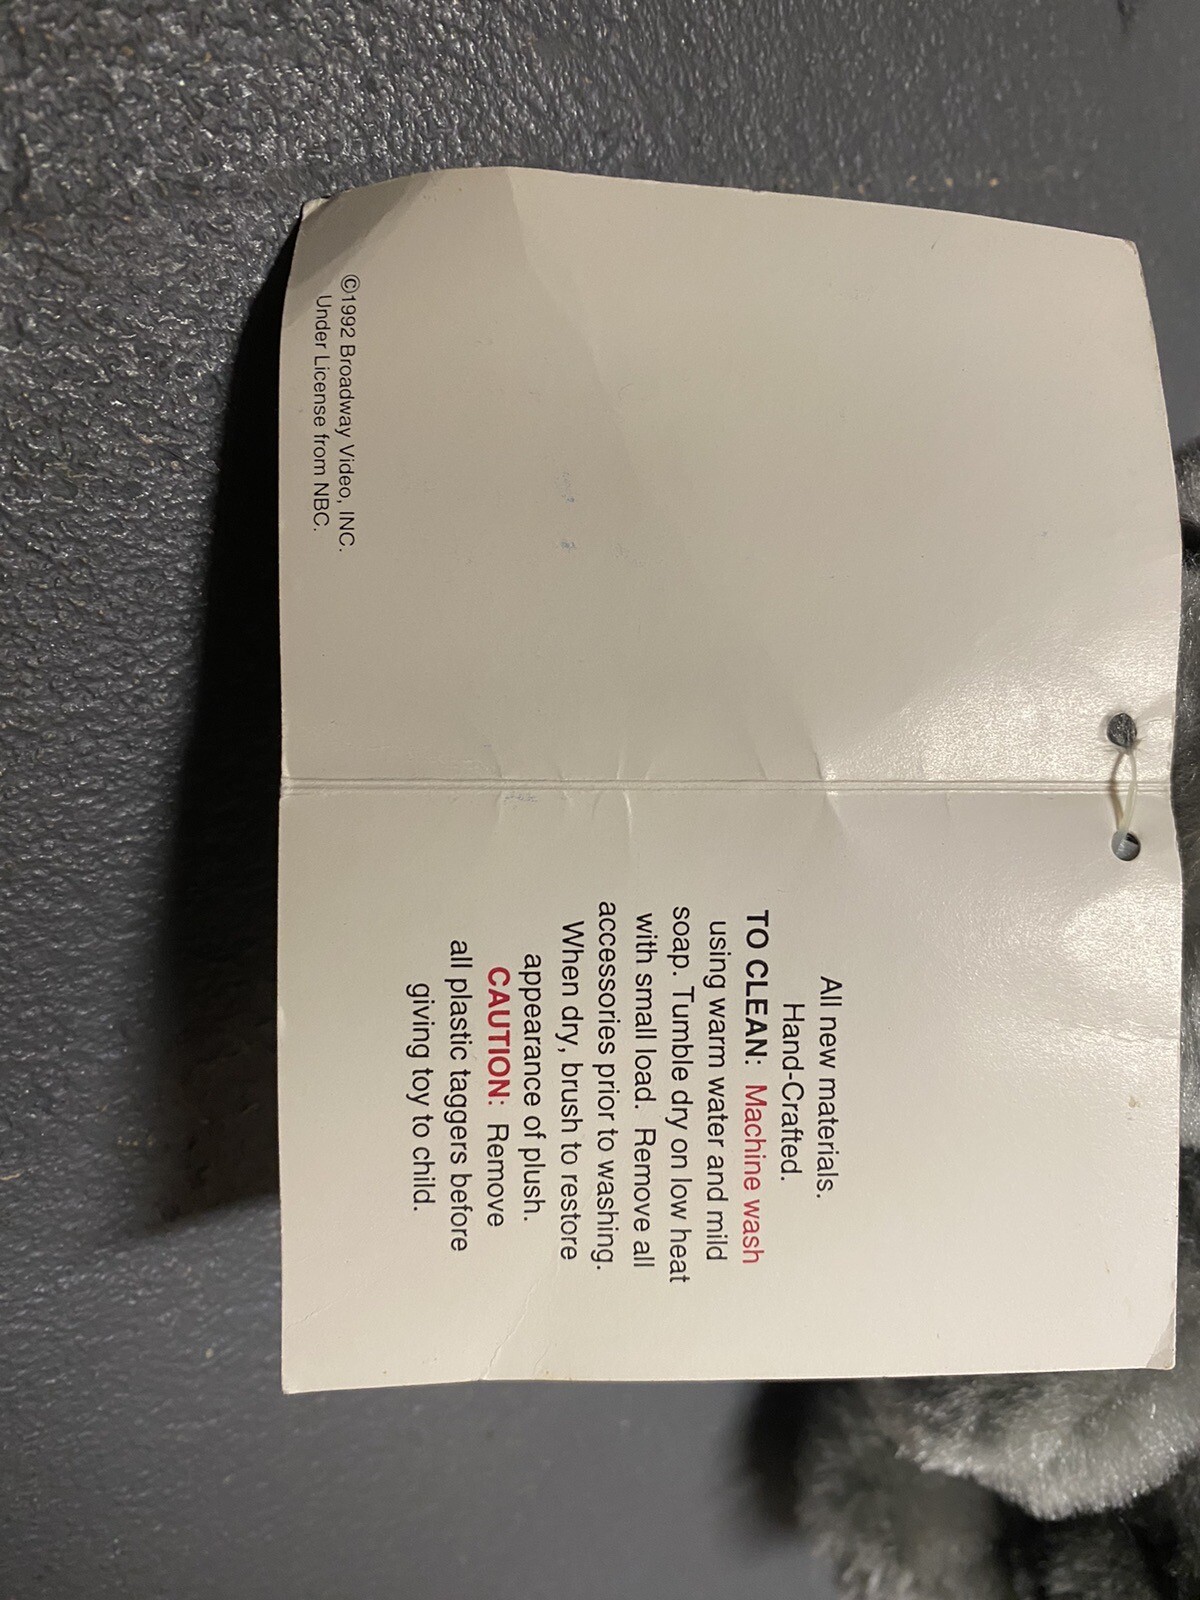 ©1992 Broadway Video, INC.
Under License from NBC.
All new materials.
Hand-Crafted.
TO CLEAN: Machine wash
using warm water and mild
soap. Tumble dry on low heat
with small load. Remove all
accessories prior to washing.
When dry, brush to restore
appearance of plush.
CAUTION: Remove
all plastic taggers before
giving toy to child.